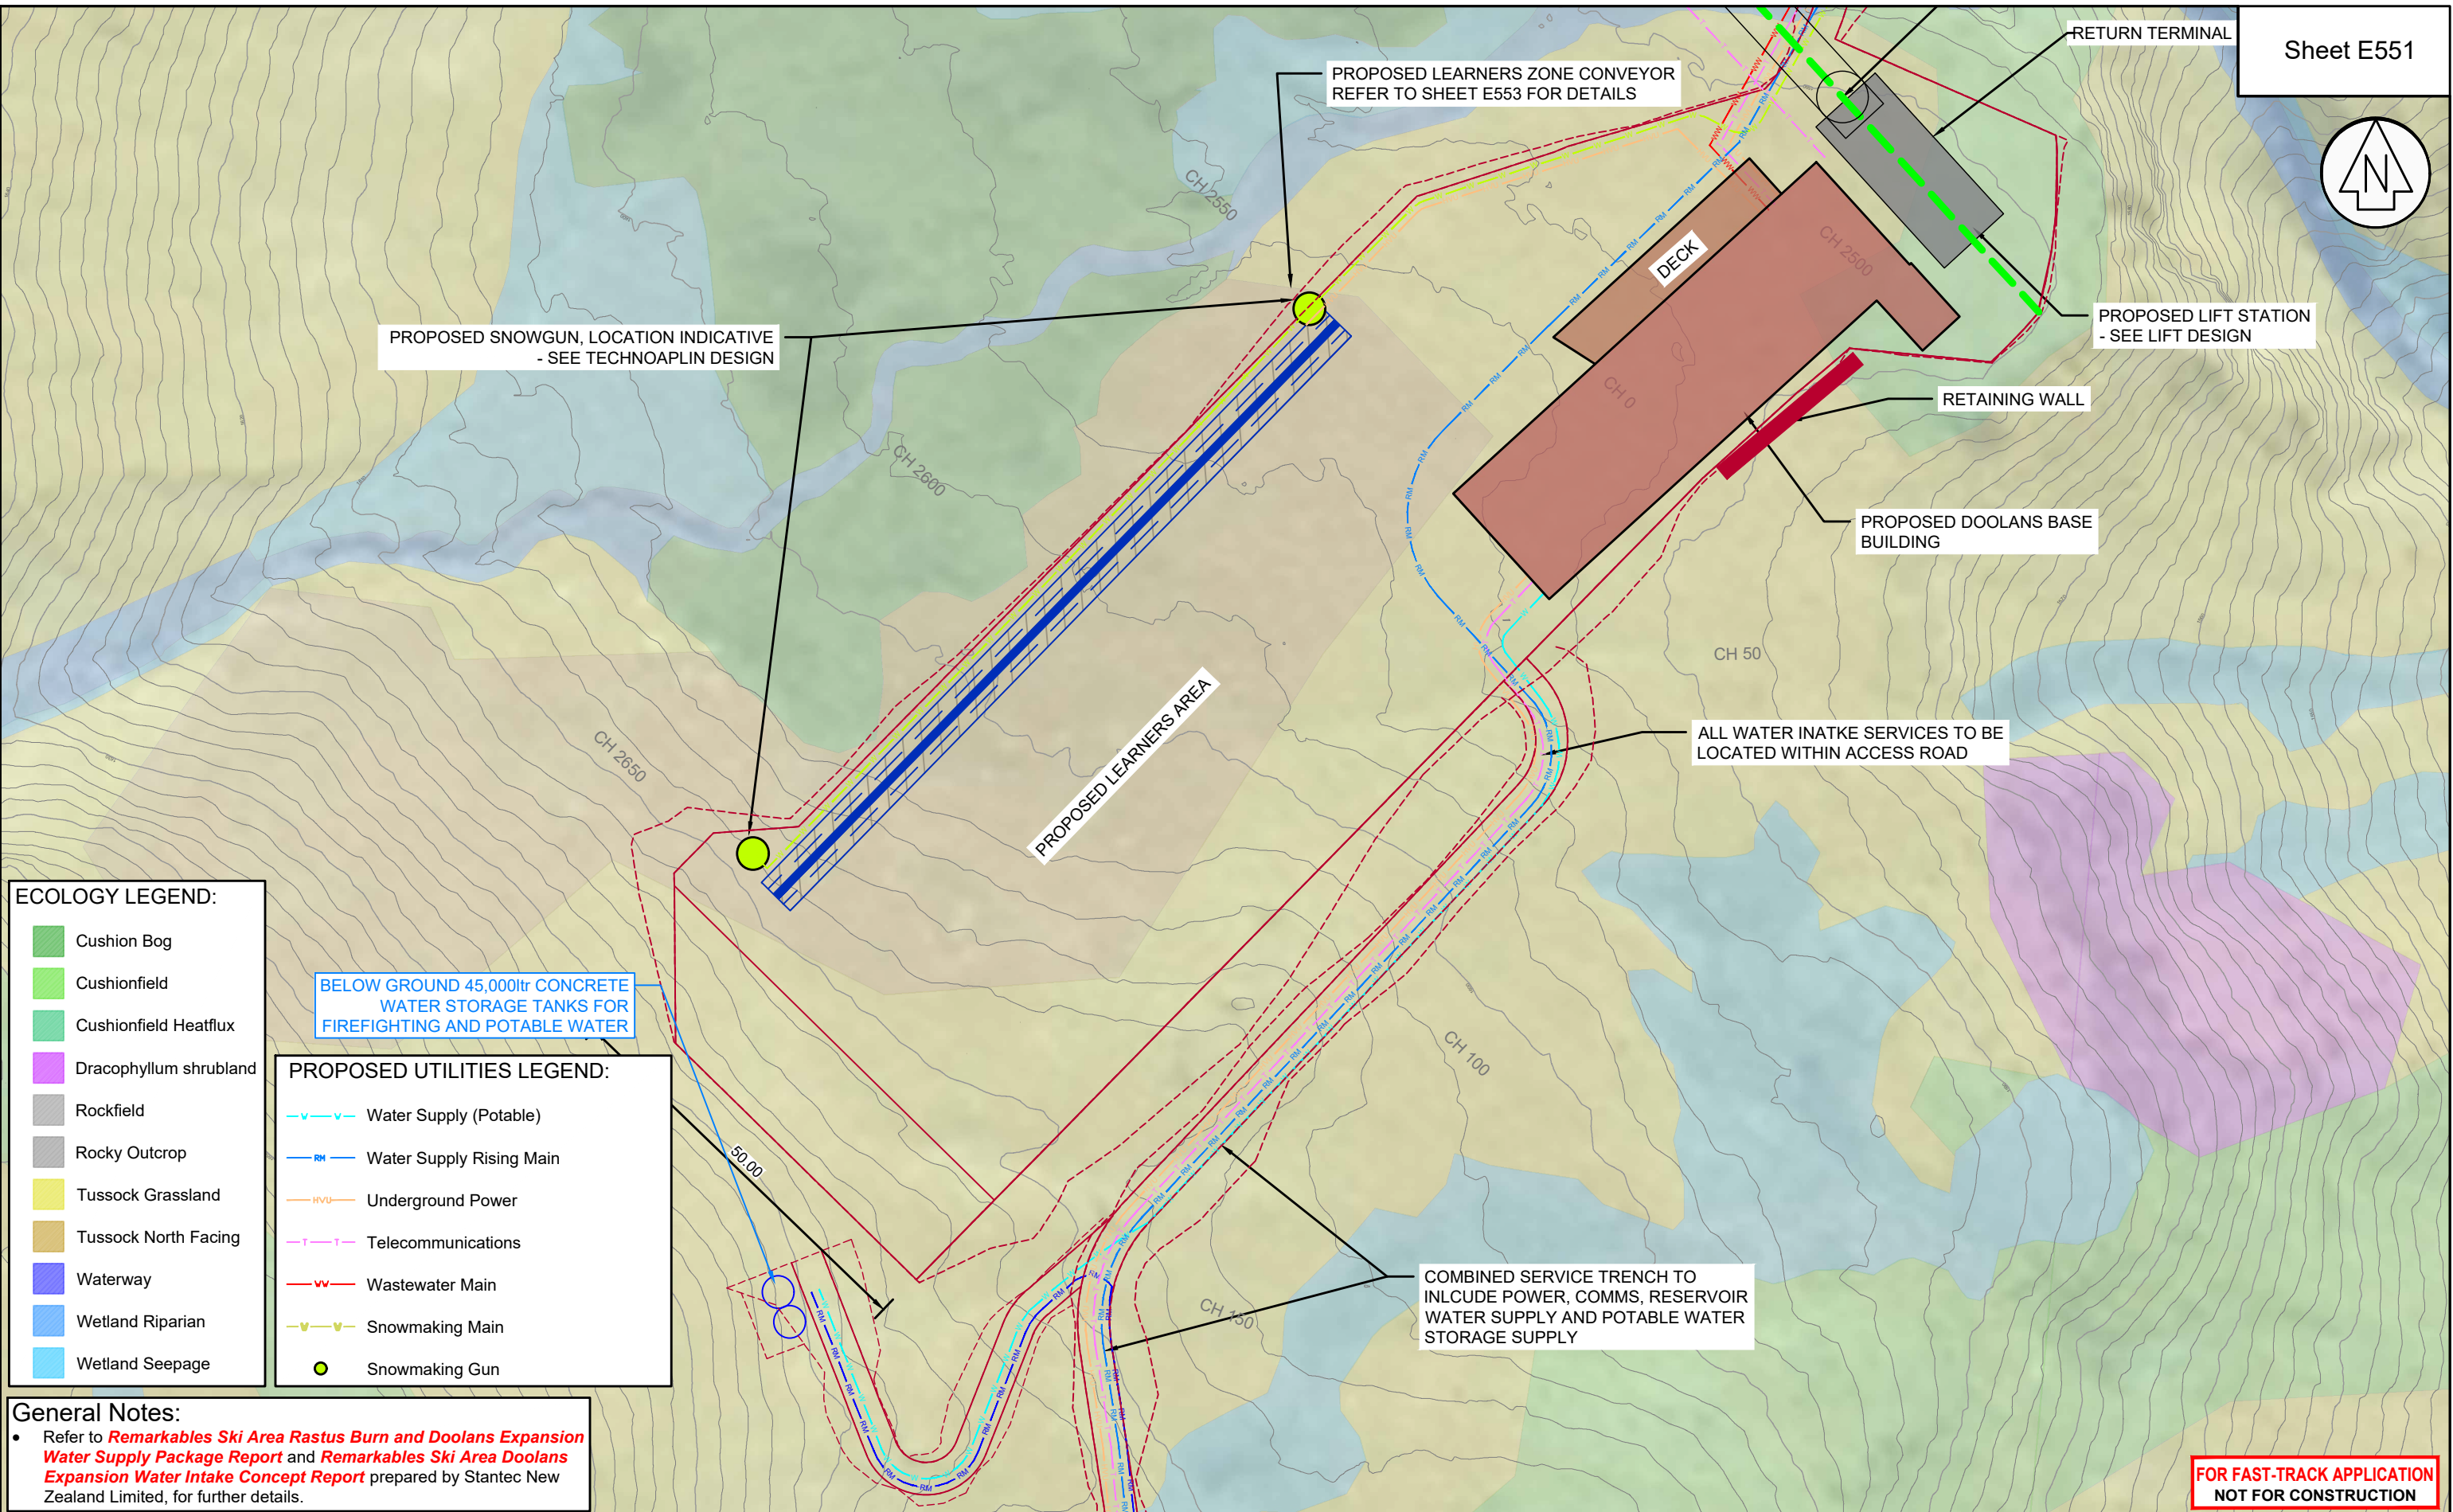 Sheet E551
RETURN TERMINAL
N
PROPOSED LEARNERS ZONE CONVEYOR
REFER TO SHEET E553 FOR DETAILS
CH 2550
DECK
CH 2500
PROPOSED SNOWGUN, LOCATION INDICATIVE
- SEE TECHNOAPLIN DESIGN
PROPOSED LIFT STATION
- SEE LIFT DESIGN
CH 0
RETAINING WALL
CH 2600
PROPOSED DOOLANS BASE
BUILDING
CH 50
CH 2650
PROPOSED LEARNERS AREA
ALL WATER INATKE SERVICES TO BE
LOCATED WITHIN ACCESS ROAD
CH 100
CH 150
COMBINED SERVICE TRENCH TO
INLCUDE POWER, COMMS, RESERVOIR
WATER SUPPLY AND POTABLE WATER
STORAGE SUPPLY
BELOW GROUND 45,000ltr CONCRETE
WATER STORAGE TANKS FOR
FIREFIGHTING AND POTABLE WATER
50.00
ECOLOGY LEGEND:
Cushion Bog
Cushionfield
Cushionfield Heatflux
Dracophyllum shrubland
Rockfield
Rocky Outcrop
Tussock Grassland
Tussock North Facing
Waterway
Wetland Riparian
Wetland Seepage
PROPOSED UTILITIES LEGEND:
Water Supply (Potable)
RM Water Supply Rising Main
HVU Underground Power
T T Telecommunications
WW Wastewater Main
Snowmaking Main
Snowmaking Gun
General Notes:
• Refer to Remarkables Ski Area Rastus Burn and Doolans Expansion
Water Supply Package Report and Remarkables Ski Area Doolans
Expansion Water Intake Concept Report prepared by Stantec New
Zealand Limited, for further details.
FOR FAST-TRACK APPLICATION
NOT FOR CONSTRUCTION